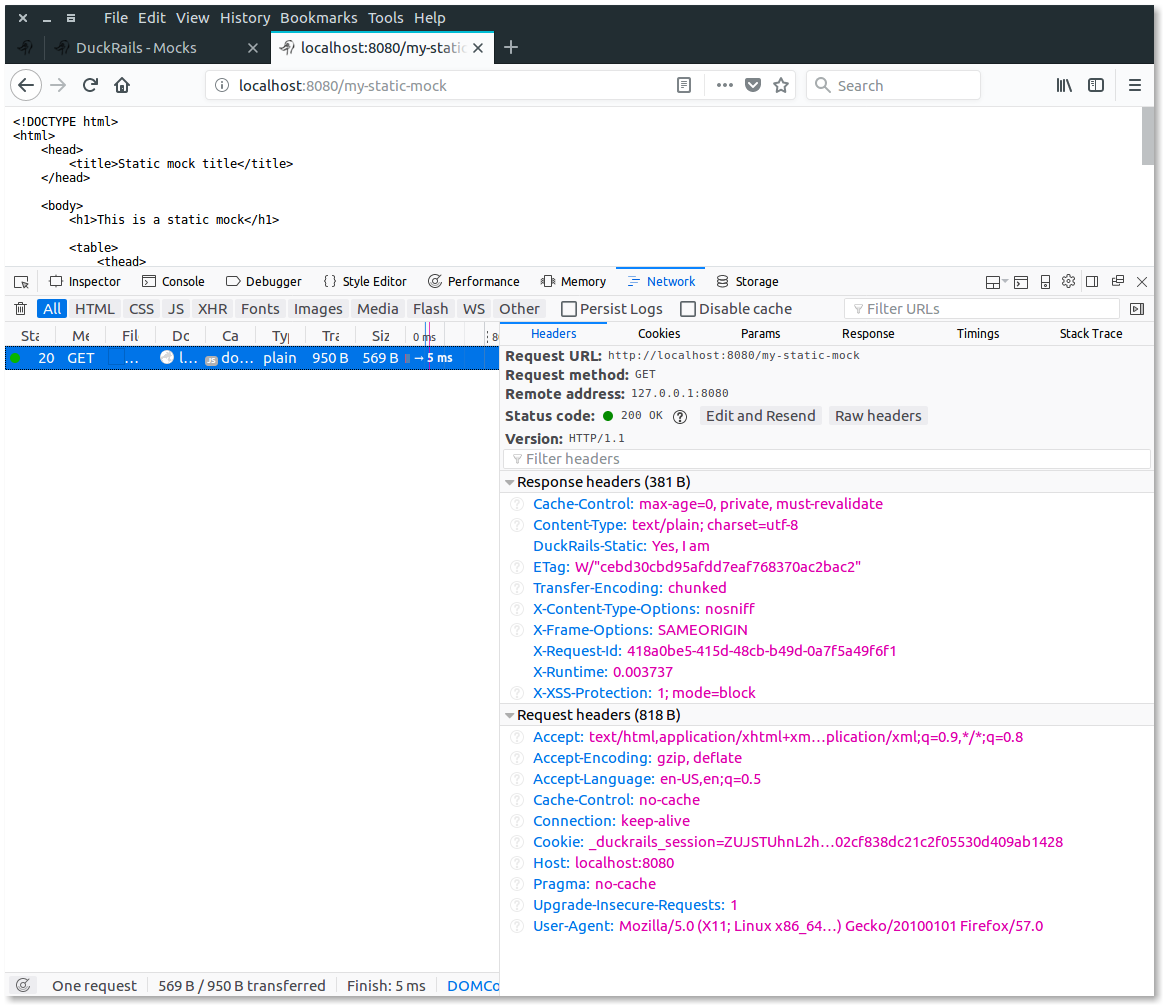 File Edit View History Bookmarks Tools Help
DuckRails - Mocks localhost:8080/my-static
localhost:8080/my-static-mock Search
<!DOCTYPE html>
<html>
<head>
<title>Static mock title</title>
</head>
<body>
<h1>This is a static mock</h1>
<table>
<thead>
Inspector Console Debugger {} Style Editor Performance Memory Network Storage
All HTML CSS JS XHR Fonts Images Media Flash WS Other Persist Logs Disable cache Filter URLs
Sta Me Fil Do Ca Typ Tra Siz 0 ms 80
20 GET ... l... JS do... plain 950 B 569 B → 5 ms
Headers Cookies Params Response Timings Stack Trace
Request URL: http://localhost:8080/my-static-mock
Request method: GET
Remote address: 127.0.0.1:8080
Status code: 200 OK ? Edit and Resend Raw headers
Version: HTTP/1.1
Filter headers
Response headers (381 B)
Cache-Control: max-age=0, private, must-revalidate
Content-Type: text/plain; charset=utf-8
DuckRails-Static: Yes, I am
ETag: W/"cebd30cbd95afdd7eaf768370ac2bac2"
Transfer-Encoding: chunked
X-Content-Type-Options: nosniff
X-Frame-Options: SAMEORIGIN
X-Request-Id: 418a0be5-415d-48cb-b49d-0a7f5a49f6f1
X-Runtime: 0.003737
X-XSS-Protection: 1; mode=block
Request headers (818 B)
Accept: text/html,application/xhtml+xm…plication/xml;q=0.9,*/*;q=0.8
Accept-Encoding: gzip, deflate
Accept-Language: en-US,en;q=0.5
Cache-Control: no-cache
Connection: keep-alive
Cookie: _duckrails_session=ZUJSTUhnL2h…02cf838dc21c2f05530d409ab1428
Host: localhost:8080
Pragma: no-cache
Upgrade-Insecure-Requests: 1
User-Agent: Mozilla/5.0 (X11; Linux x86_64…) Gecko/20100101 Firefox/57.0
One request 569 B / 950 B transferred Finish: 5 ms DOMCo